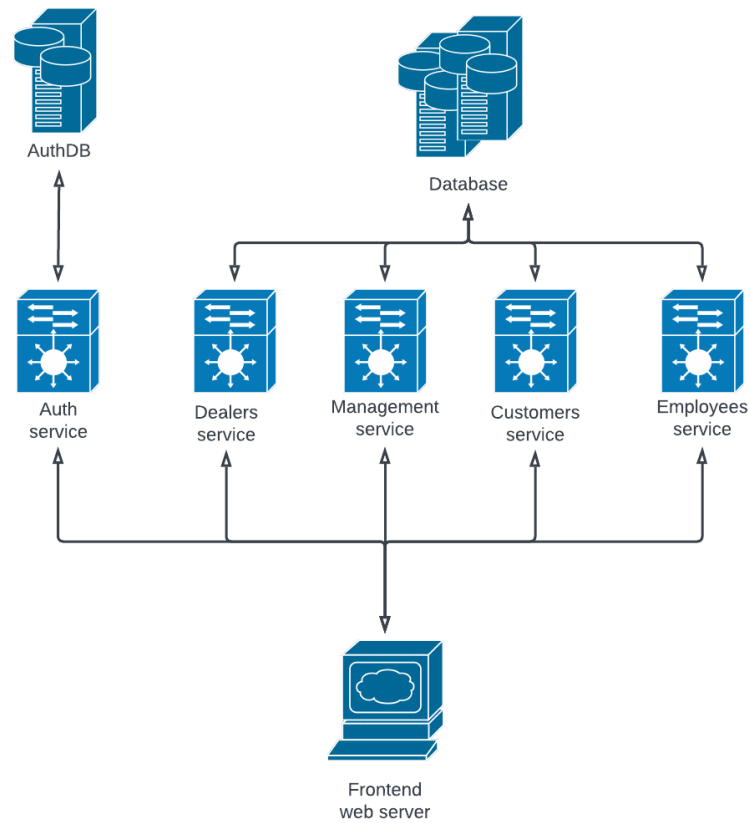 AuthDB
Database
Auth
service
Dealers
service
Management
service
Customers
service
Employees
service
Frontend
web server